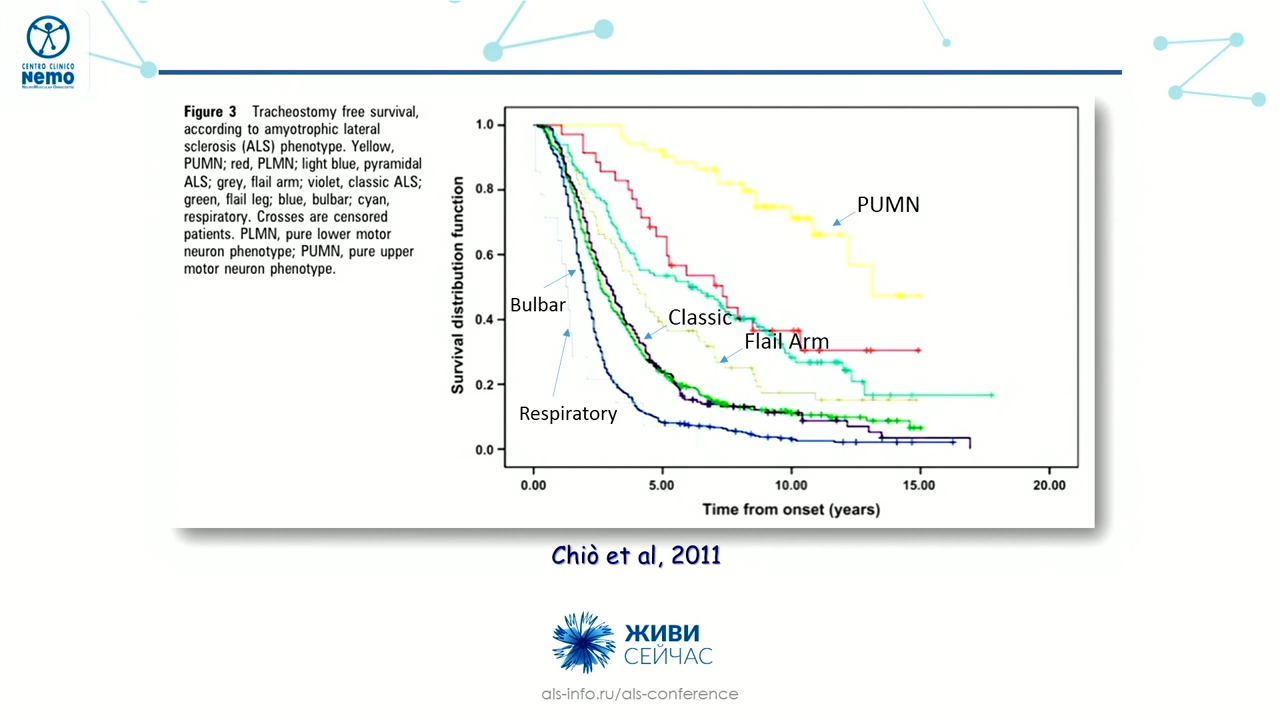 CENTRO CLINICO
NeMO
NeuroMuscular Omnicentre
Figure 3 Tracheostomy free survival,
according to amyotrophic lateral
sclerosis (ALS) phenotype. Yellow,
PUMN; red, PLMN; light blue, pyramidal
ALS; grey, flail arm; violet, classic ALS;
green, flail leg; blue, bulbar; cyan,
respiratory. Crosses are censored
patients. PLMN, pure lower motor
neuron phenotype; PUMN, pure upper
motor neuron phenotype.
Survival distribution function
1.0
0.8
0.6
0.4
0.2
0.0
PUMN
Bulbar
Classic
Flail Arm
Respiratory
0.00
5.00
10.00
15.00
20.00
Time from onset (years)
Chiò et al, 2011
ЖИВИ
СЕЙЧАС
als-info.ru/als-conference